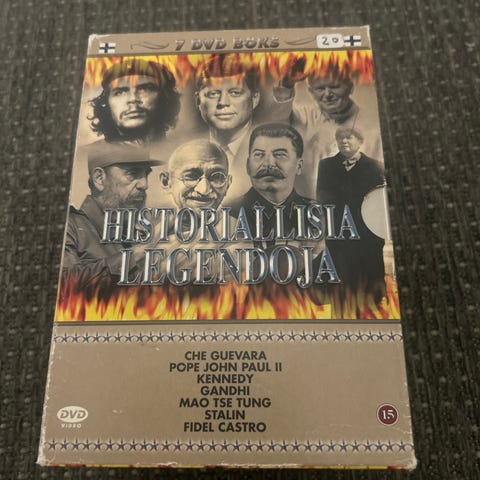 7 DVD BOKS
20
HISTORIALLISIA
LEGENDOJA
CHE GUEVARA
POPE JOHN PAUL II
KENNEDY
GANDHI
MAO TSE TUNG
STALIN
FIDEL CASTRO
DVD
VIDEO
15